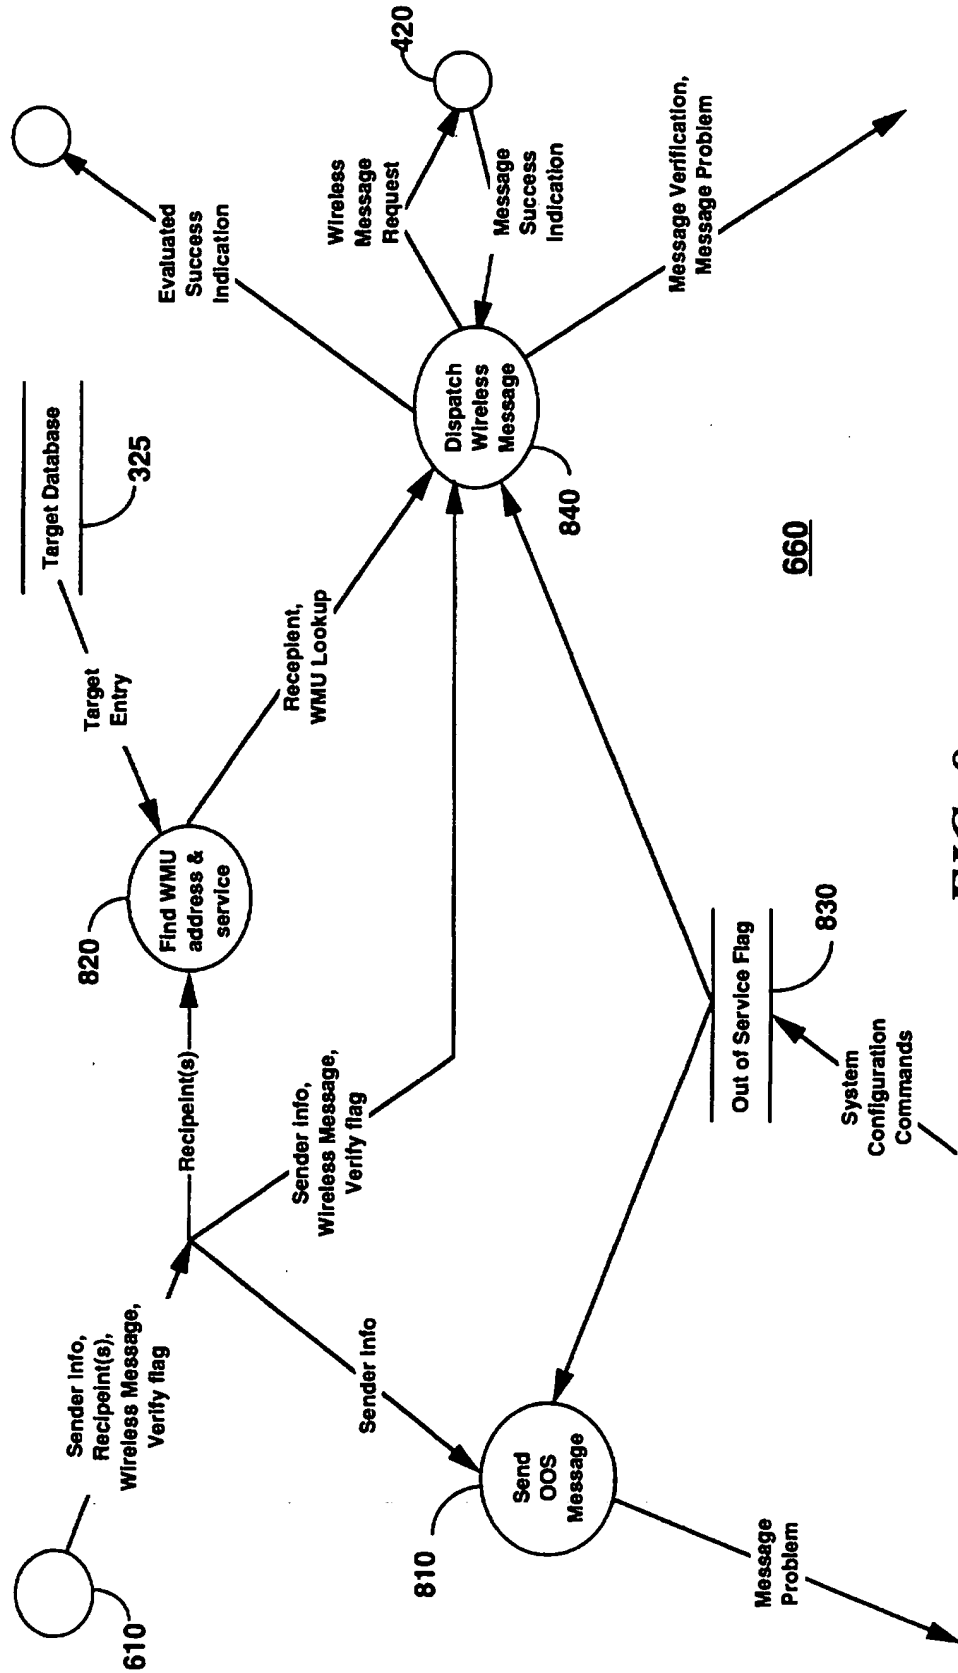 610
Sender Info,
Recipeint(s),
Wireless Message,
Verify flag
Recipeint(s)
820
Find WMU
address &
service
Target
Entry
Target Database
325
Evaluated
Success
Indication
Recepient,
WMU Lookup
Sender info,
Wireless Message,
Verify flag
Sender Info
Wireless
Message
Request
420
Message
Success
Indication
Dispatch
Wireless
Message
840
810
Send
OOS
Message
Message
Problem
Out of Service Flag
830
System
Configuration
Commands
Message Verification,
Message Problem
660
FIG.